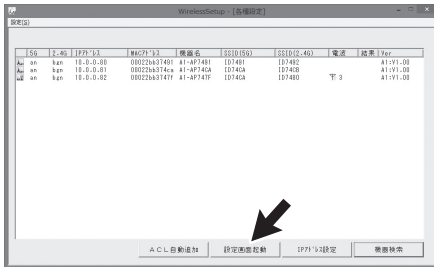 WirelessSetup - [各種設定]
設定(S)
5G 2.4G IPｱﾄﾞﾚｽ MACｱﾄﾞﾚｽ 機器名 SSID(5G) SSID(2.4G) 電波 結果 Ver
an bgn 10.0.0.80 00022bb37481 A1-AP7481 ID7481 ID7482 A1:V1.00
an bgn 10.0.0.81 00022bb374ca A1-AP74CA ID74CA ID74CB A1:V1.00
an bgn 10.0.0.82 00022bb3747f A1-AP747F ID74CA ID7480 3 A1:V1.00
ACL自動追加 設定画面起動 IPｱﾄﾞﾚｽ設定 機器検索